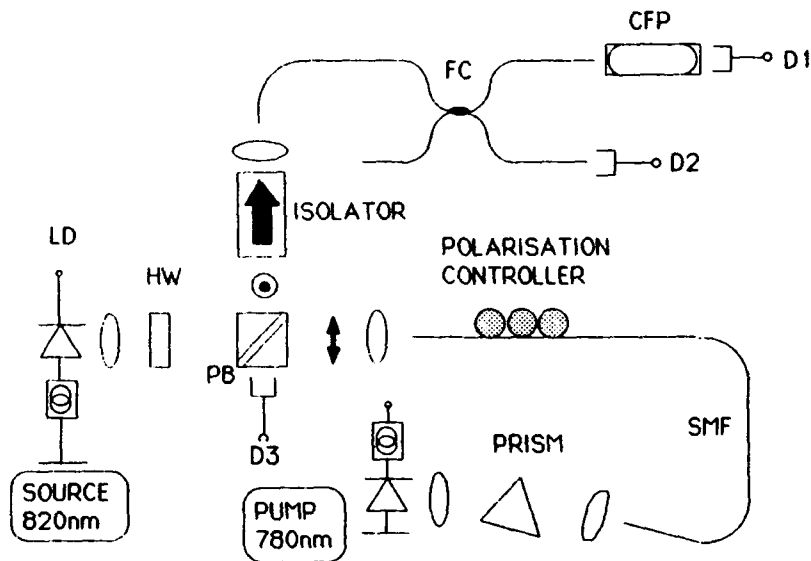 CFP
FC
D1
D2
ISOLATOR
LD
HW
POLARISATION
CONTROLLER
PB
D3
PRISM
SMF
SOURCE
820nm
PUMP
780nm